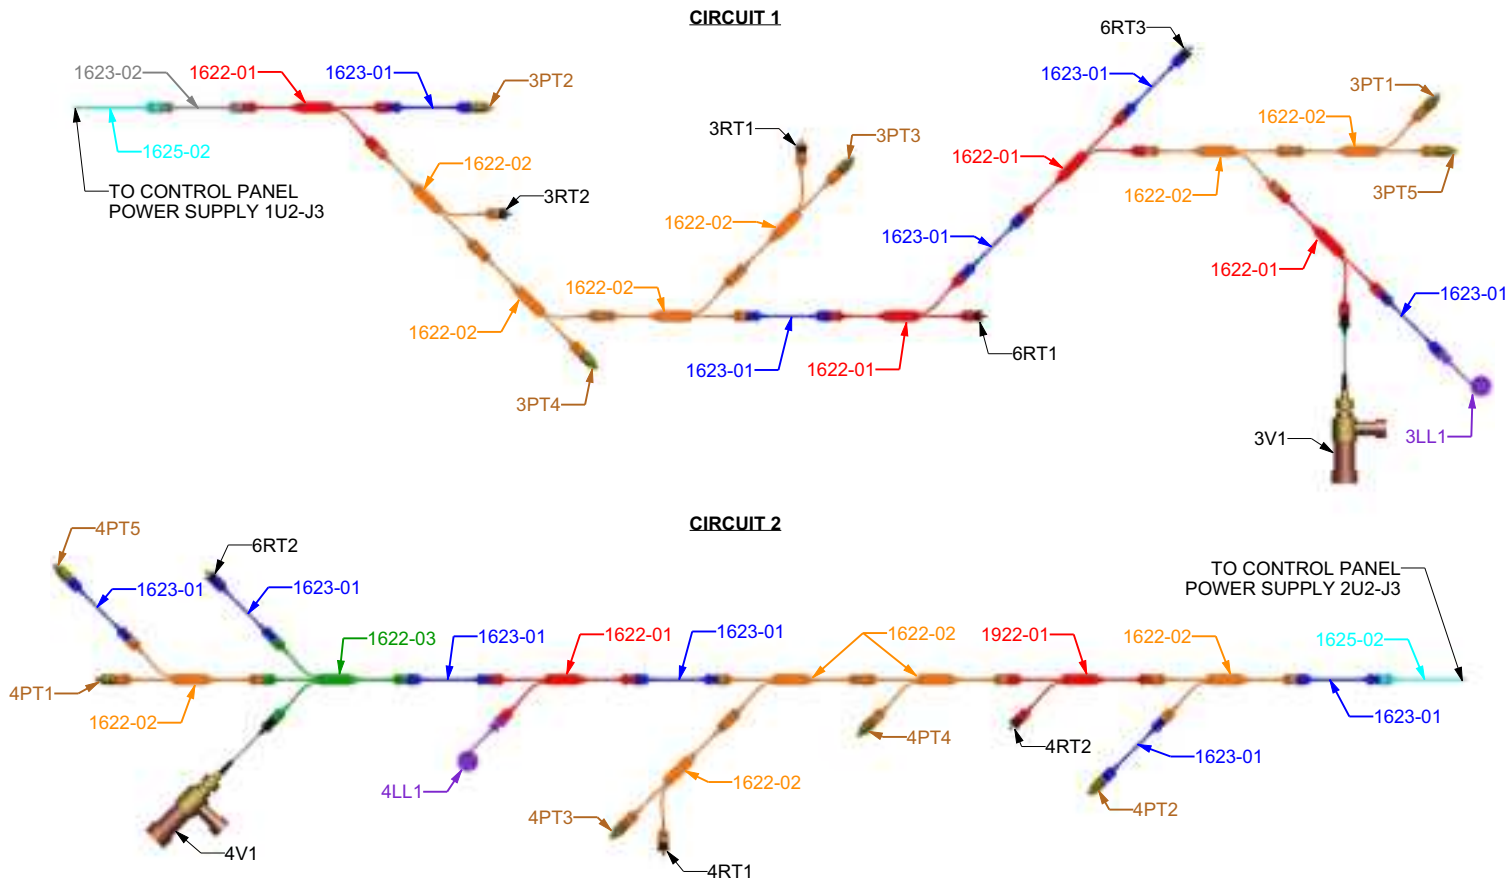 CIRCUIT 1
6RT3
1623-02
1622-01
1623-01
3PT2
1623-01
3PT1
1622-02
3RT1
3PT3
1625-02
1622-02
1622-01
TO CONTROL PANEL
POWER SUPPLY 1U2-J3
3RT2
1622-02
3PT5
1622-02
1623-01
1622-01
1622-02
1623-01
1622-02
6RT1
1623-01
1622-01
3PT4
3V1
3LL1
CIRCUIT 2
4PT5
6RT2
TO CONTROL PANEL
POWER SUPPLY 2U2-J3
1623-01
1623-01
1622-03
1623-01
1622-01
1623-01
1622-02
1922-01
1622-02
1625-02
4PT1
1622-02
1623-01
4PT4
4RT2
1623-01
1622-02
4LL1
4PT2
4PT3
4V1
4RT1